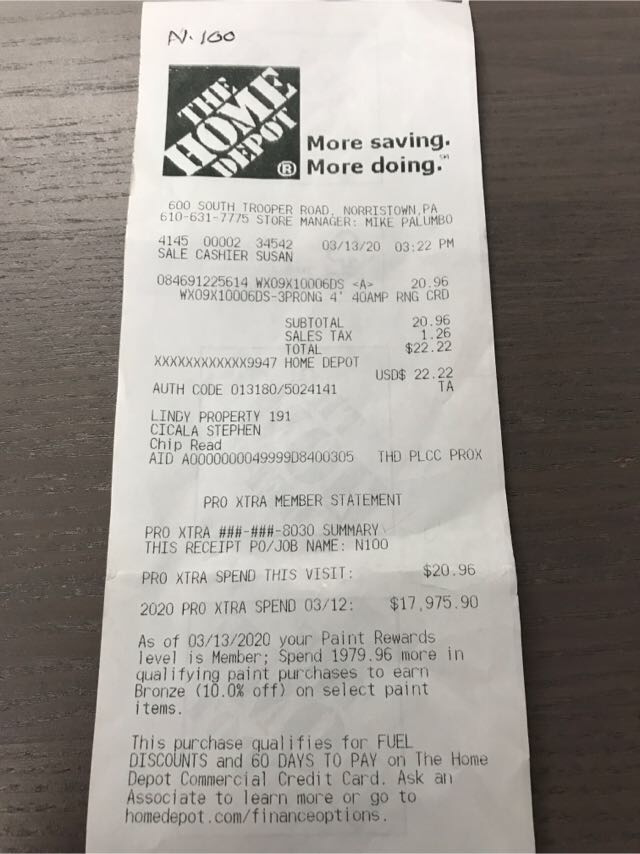 N. 100
THE HOME DEPOT ®
More saving.
More doing.℠
600 SOUTH TROOPER ROAD, NORRISTOWN,PA
610-631-7775 STORE MANAGER: MIKE PALUMBO
4145 00002 34542 03/13/20 03:22 PM
SALE CASHIER SUSAN
084691225614 WX09X10006DS <A> 20.96
WX09X10006DS-3PRONG 4' 40AMP RNG CRD
SUBTOTAL 20.96
SALES TAX 1.26
TOTAL $22.22
XXXXXXXXXXXX9947 HOME DEPOT
USD$ 22.22
AUTH CODE 013180/5024141 TA
LINDY PROPERTY 191
CICALA STEPHEN
Chip Read
AID A0000000049999D8400305 THD PLCC PROX
PRO XTRA MEMBER STATEMENT
PRO XTRA ###-###-8030 SUMMARY
THIS RECEIPT PO/JOB NAME: N100
PRO XTRA SPEND THIS VISIT: $20.96
2020 PRO XTRA SPEND 03/12: $17,975.90
As of 03/13/2020 your Paint Rewards
level is Member; Spend 1979.96 more in
qualifying paint purchases to earn
Bronze (10.0% off) on select paint
items.
This purchase qualifies for FUEL
DISCOUNTS and 60 DAYS TO PAY on The Home
Depot Commercial Credit Card. Ask an
Associate to learn more or go to
homedepot.com/financeoptions.